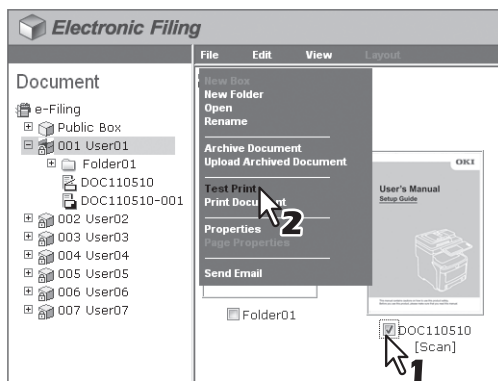 Electronic Filing
File Edit View Layout
Document
e-Filing
Public Box
001 User01
Folder01
DOC110510
DOC110510-001
002 User02
003 User03
004 User04
005 User05
006 User06
007 User07
New Box
New Folder
Open
Rename
Archive Document
Upload Archived Document
Test Print
Print Document
Properties
Page Properties
Send Email
2
OKI
User's Manual
Setup Guide
Folder01
DOC110510
[Scan]
1